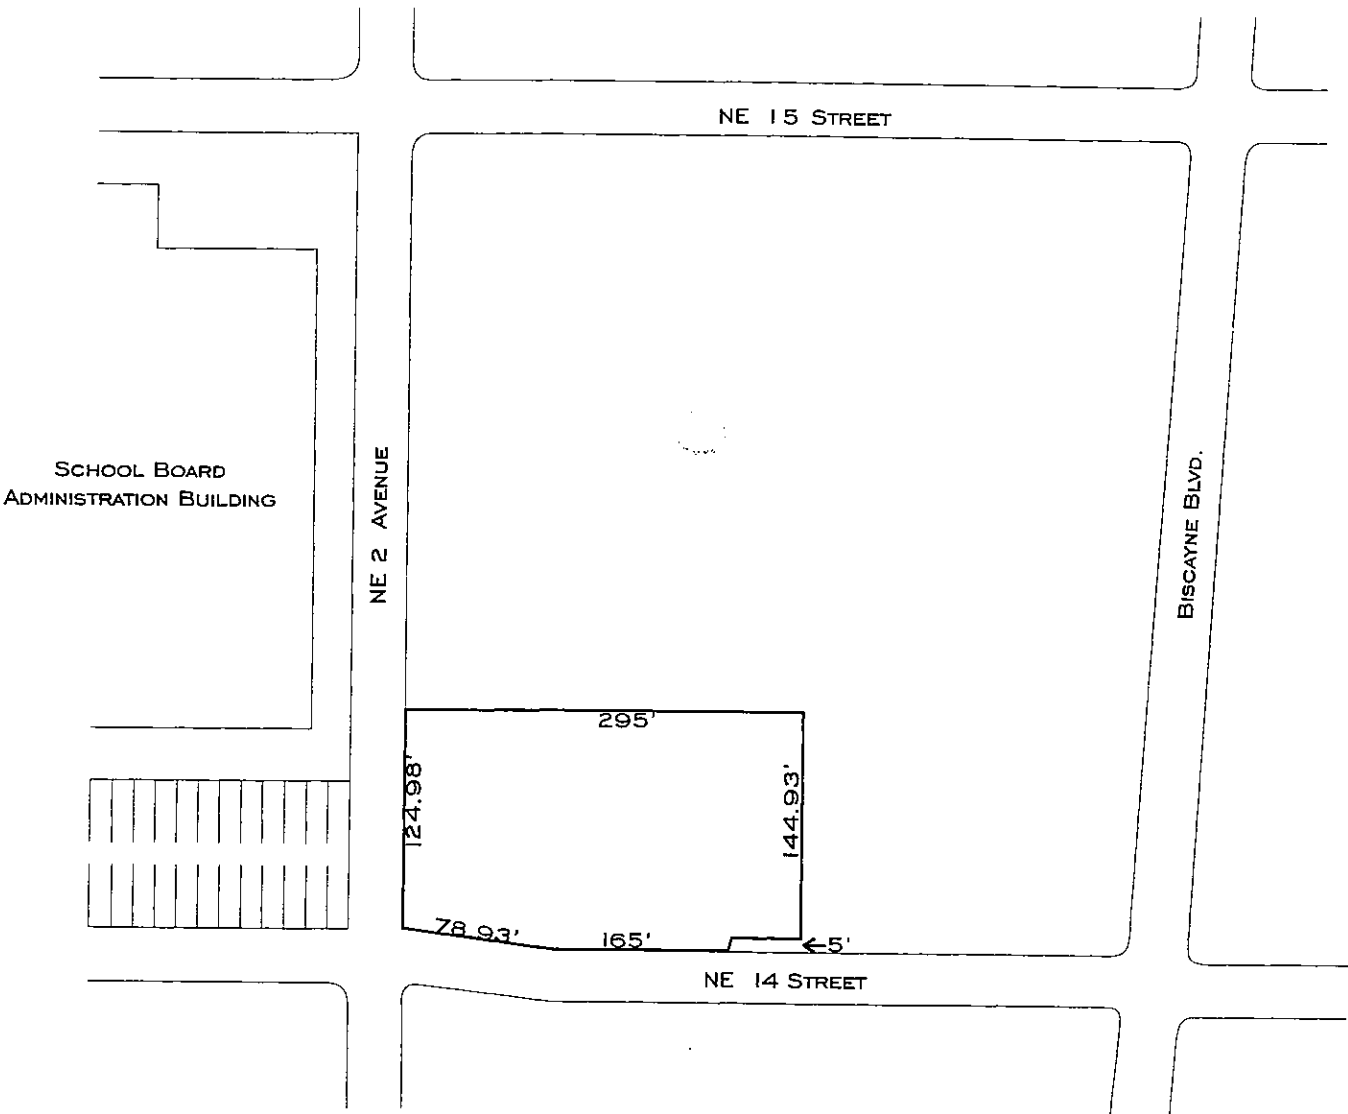 NE 15 STREET
SCHOOL BOARD
ADMINISTRATION BUILDING
NE 2 AVENUE
BISCAYNE BLVD.
295'
124.98'
144.93'
78.93'
165'
5'
NE 14 STREET